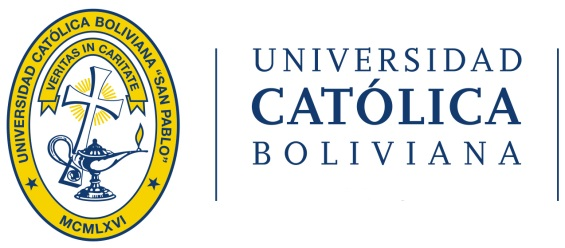 UNIVERSIDAD CATÓLICA BOLIVIANA "SAN PABLO"
VERITAS IN CARITATE
MCMLXVI
UNIVERSIDAD
CATÓLICA
BOLIVIANA